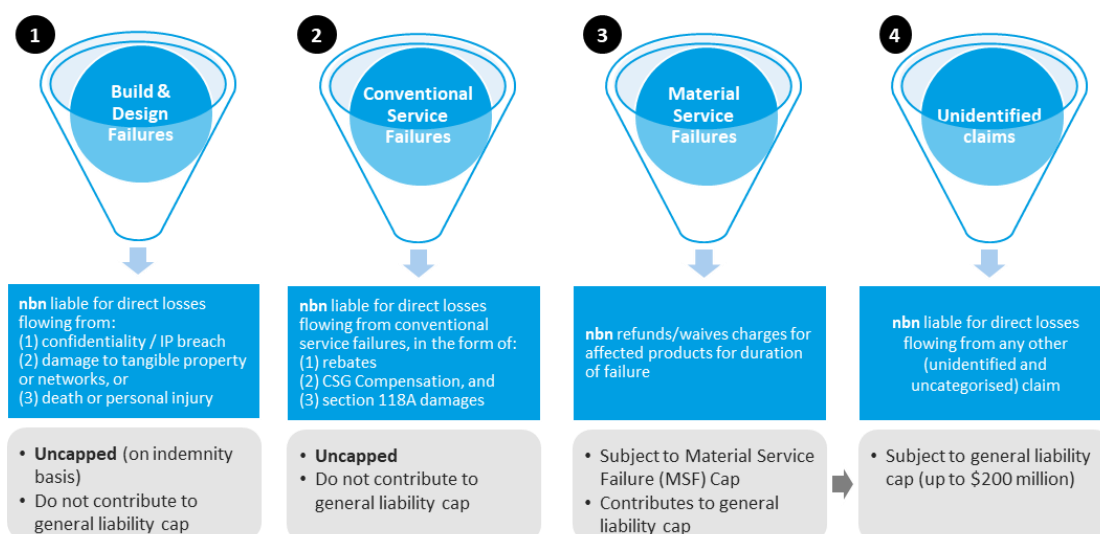 1
Build &
Design
Failures
nbn liable for direct losses
flowing from:
(1) confidentiality / IP breach
(2) damage to tangible property
or networks, or
(3) death or personal injury
• Uncapped (on indemnity
basis)
• Do not contribute to
general liability cap
2
Conventional
Service
Failures
nbn liable for direct losses
flowing from conventional
service failures, in the form of:
(1) rebates
(2) CSG Compensation, and
(3) section 118A damages
• Uncapped
• Do not contribute to
general liability cap
3
Material
Service
Failures
nbn refunds/waives charges for
affected products for duration
of failure
• Subject to Material Service
Failure (MSF) Cap
• Contributes to general
liability cap
4
Unidentified
claims
nbn liable for direct losses
flowing from any other
(unidentified and
uncategorised) claim
• Subject to general liability
cap (up to $200 million)